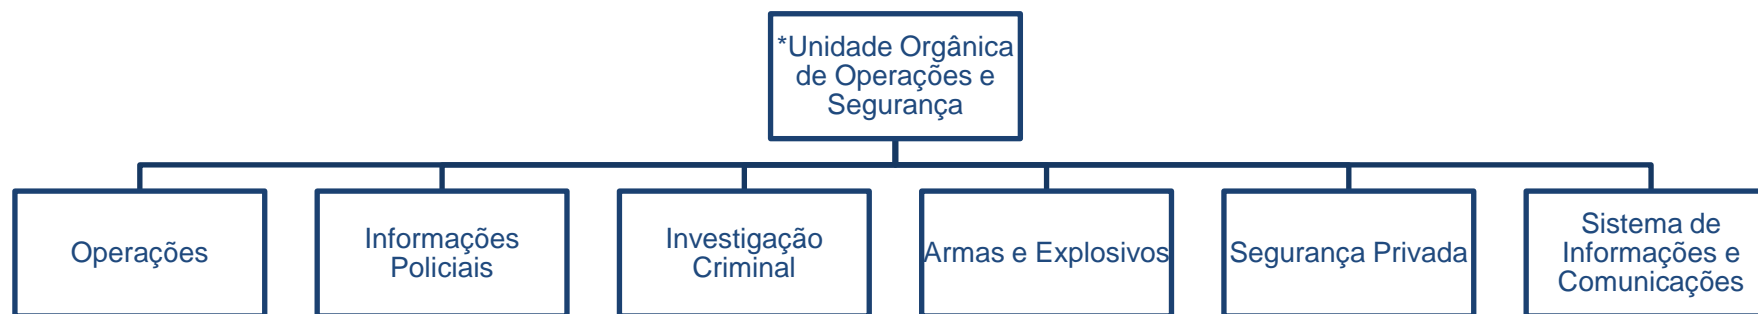 *Unidade Orgânica
de Operações e
Segurança
Operações
Informações
Policiais
Investigação
Criminal
Armas e Explosivos
Segurança Privada
Sistema de
Informações e
Comunicações